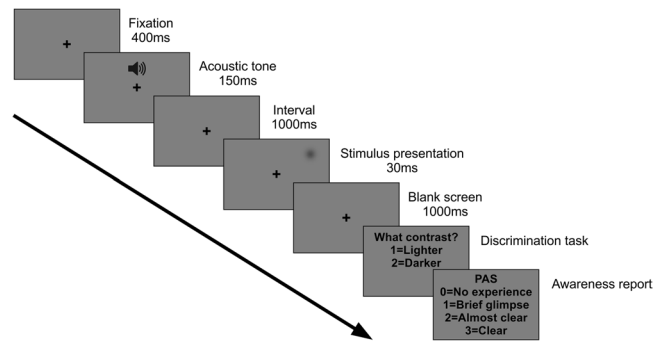 Fixation
400ms
Acoustic tone
150ms
Interval
1000ms
Stimulus presentation
30ms
Blank screen
1000ms
What contrast?
1=Lighter
2=Darker
Discrimination task
PAS
0=No experience
1=Brief glimpse
2=Almost clear
3=Clear
Awareness report